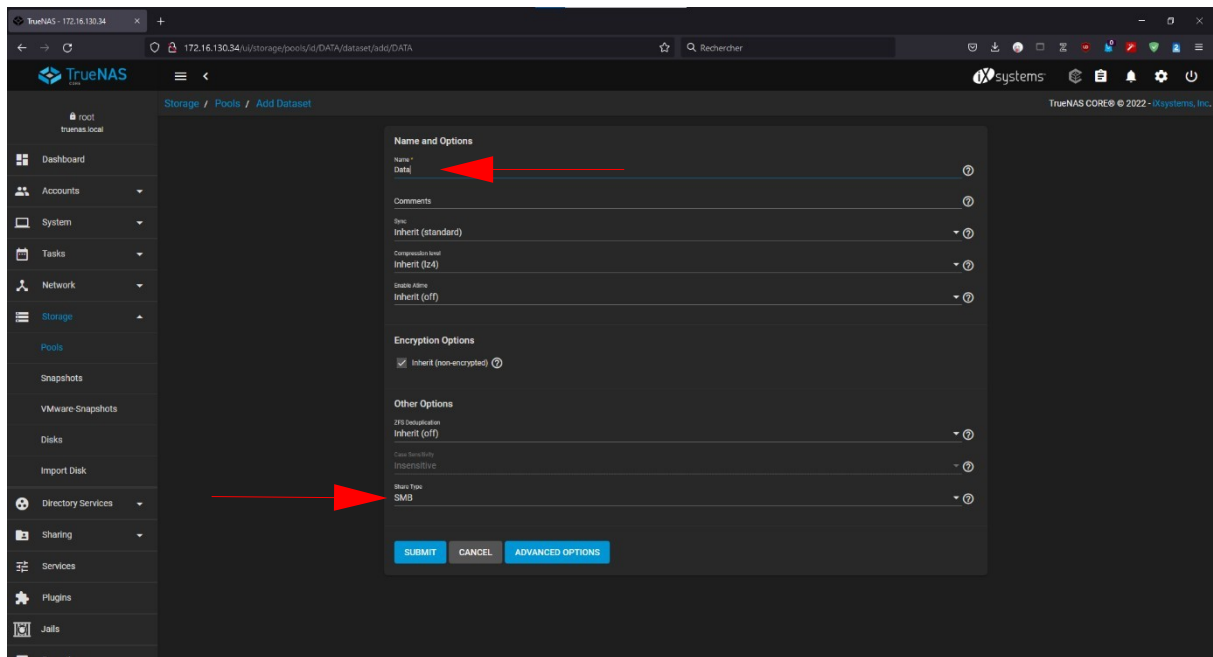 TrueNAS - 172.16.130.34
172.16.130.34/ui/storage/pools/id/DATA/dataset/add/DATA
Rechercher
TrueNAS
CORE
iXsystems
Storage / Pools / Add Dataset
TrueNAS CORE® © 2022 - iXsystems, Inc.
root
truenas.local
Dashboard
Accounts
System
Tasks
Network
Storage
Pools
Snapshots
VMware-Snapshots
Disks
Import Disk
Directory Services
Sharing
Services
Plugins
Jails
Name and Options
Name *
Data
Comments
Sync
Inherit (standard)
Compression level
Inherit (lz4)
Enable Atime
Inherit (off)
Encryption Options
Inherit (non-encrypted)
Other Options
ZFS Deduplication
Inherit (off)
Case Sensitivity
Insensitive
Share Type
SMB
SUBMIT CANCEL ADVANCED OPTIONS